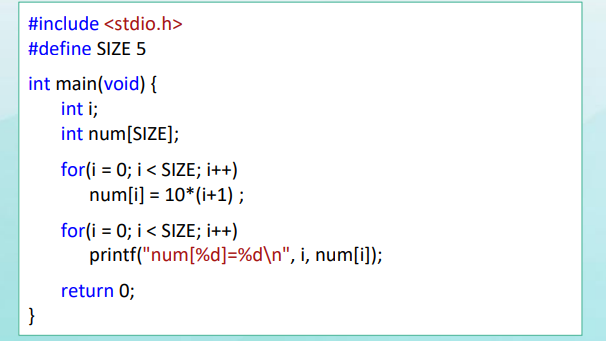 #include <stdio.h>
#define SIZE 5
int main(void) {
int i;
int num[SIZE];
for(i = 0; i < SIZE; i++)
num[i] = 10*(i+1) ;
for(i = 0; i < SIZE; i++)
printf("num[%d]=%d\n", i, num[i]);
return 0;
}